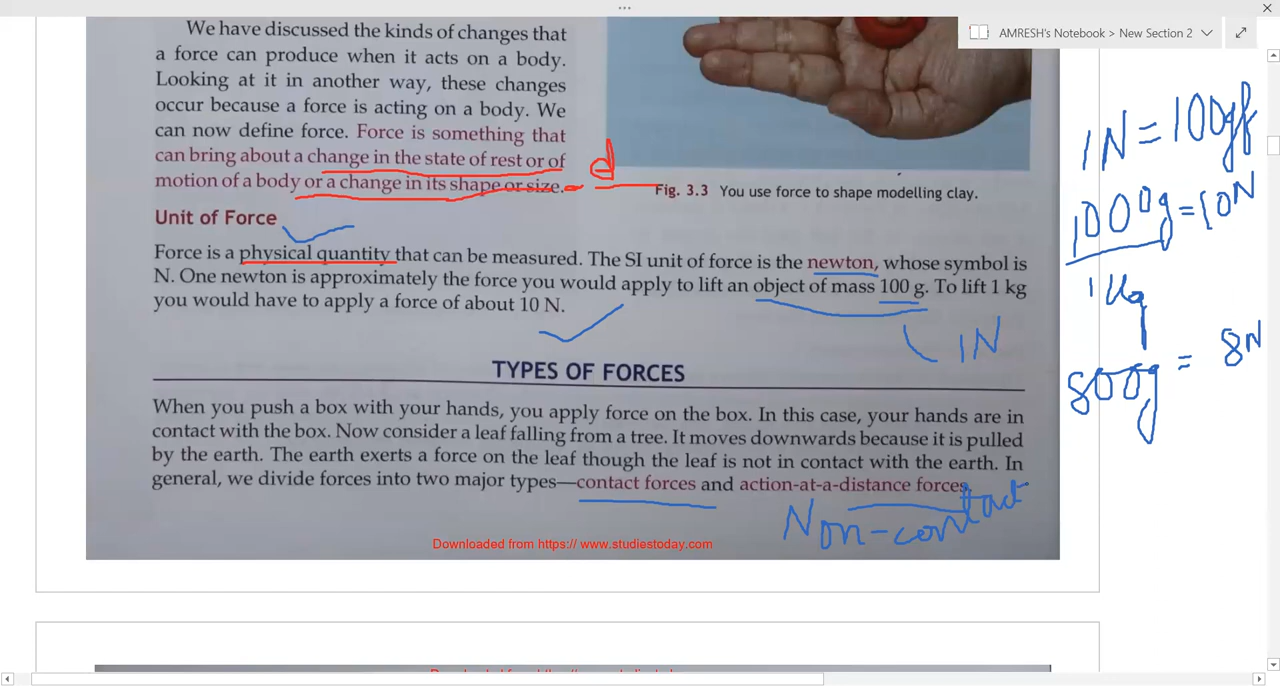 AMRESH's Notebook > New Section 2
We have discussed the kinds of changes that
a force can produce when it acts on a body.
Looking at it in another way, these changes
occur because a force is acting on a body. We
can now define force. Force is something that
can bring about a change in the state of rest or of
motion of a body or a change in its shape or size.
d
Fig. 3.3 You use force to shape modelling clay.
Unit of Force
Force is a physical quantity that can be measured. The SI unit of force is the newton, whose symbol is
N. One newton is approximately the force you would apply to lift an object of mass 100 g. To lift 1 kg
you would have to apply a force of about 10 N.
1N
1N = 100gf
1000g = 10N
1 Kg
800g = 8N
TYPES OF FORCES
When you push a box with your hands, you apply force on the box. In this case, your hands are in
contact with the box. Now consider a leaf falling from a tree. It moves downwards because it is pulled
by the earth. The earth exerts a force on the leaf though the leaf is not in contact with the earth. In
general, we divide forces into two major types—contact forces and action-at-a-distance forces.
Non-contact
Downloaded from https:// www.studiestoday.com